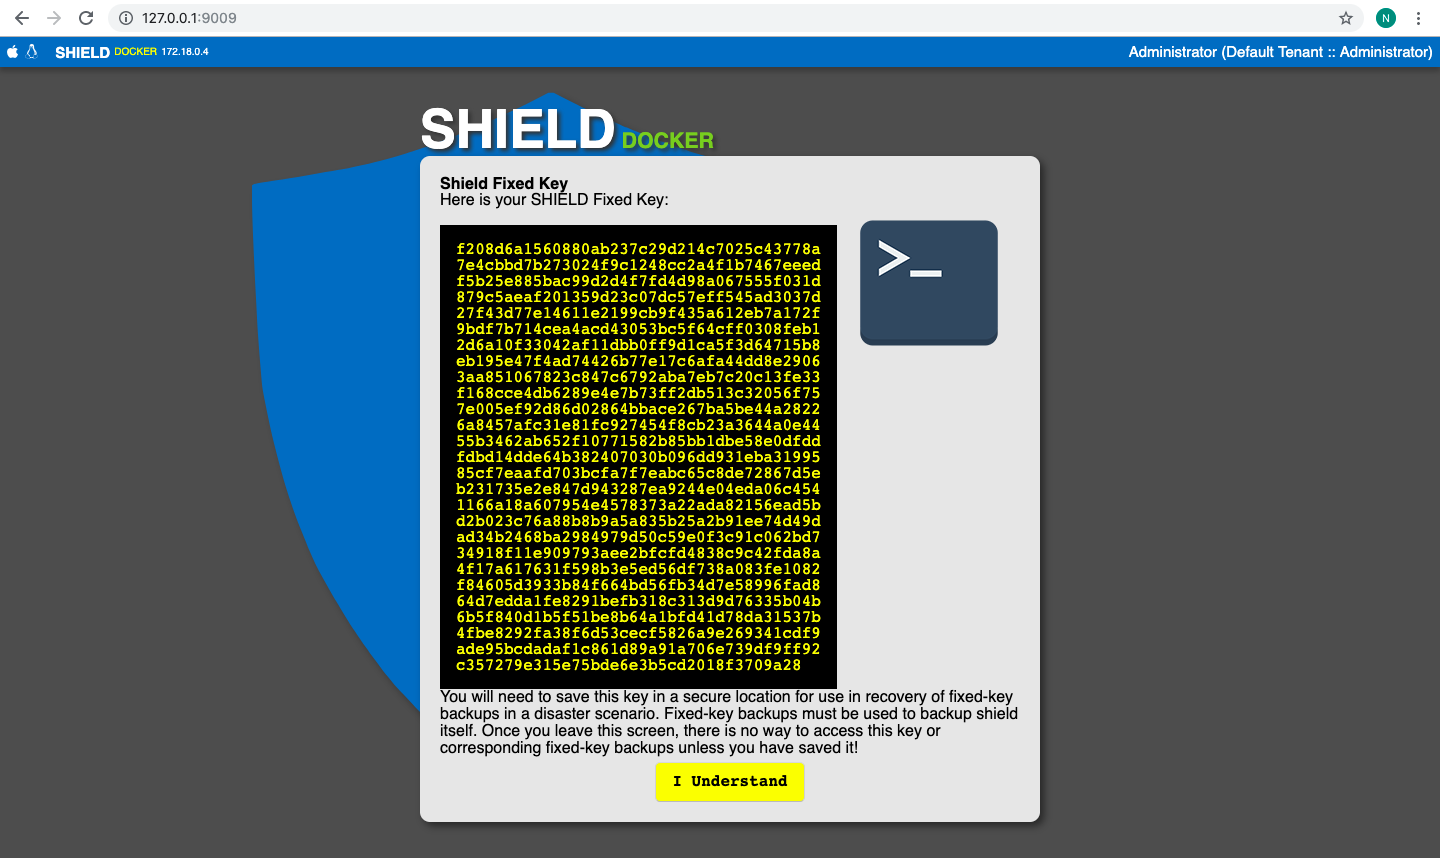 127.0.0.1:9009
N
SHIELD DOCKER 172.18.0.4
Administrator (Default Tenant :: Administrator)
SHIELD DOCKER
Shield Fixed Key
Here is your SHIELD Fixed Key:
f208d6a1560880ab237c29d214c7025c43778a
7e4cbbd7b273024f9c1248cc2a4f1b7467eeed
f5b25e885bac99d2d4f7fd4d98a067555f031d
879c5aeaf201359d23c07dc57eff545ad3037d
27f43d77e14611e2199cb9f435a612eb7a172f
9bdf7b714cea4acd43053bc5f64cff0308feb1
2d6a10f33042af11dbb0ff9d1ca5f3d64715b8
eb195e47f4ad74426b77e17c6afa44dd8e2906
3aa851067823c847c6792aba7eb7c20c13fe33
f168cce4db6289e4e7b73ff2db513c32056f75
7e005ef92d86d02864bbace267ba5be44a2822
6a8457afc31e81fc927454f8cb23a3644a0e44
55b3462ab652f10771582b85bb1dbe58e0dfdd
fdbd14dde64b382407030b096dd931eba31995
85cf7eaafd703bcfa7f7eabc65c8de72867d5e
b231735e2e847d943287ea9244e04eda06c454
1166a18a607954e4578373a22ada82156ead5b
d2b023c76a88b8b9a5a835b25a2b91ee74d49d
ad34b2468ba2984979d50c59e0f3c91c062bd7
34918f11e909793aee2bfcfd4838c9c42fda8a
4f17a617631f598b3e5ed56df738a083fe1082
f84605d3933b84f664bd56fb34d7e58996fad8
64d7edda1fe8291befb318c313d9d76335b04b
6b5f840d1b5f51be8b64a1bfd41d78da31537b
4fbe8292fa38f6d53cecf5826a9e269341cdf9
ade95bcdadaf1c861d89a91a706e739df9ff92
c357279e315e75bde6e3b5cd2018f3709a28
You will need to save this key in a secure location for use in recovery of fixed-key
backups in a disaster scenario. Fixed-key backups must be used to backup shield
itself. Once you leave this screen, there is no way to access this key or
corresponding fixed-key backups unless you have saved it!
I Understand